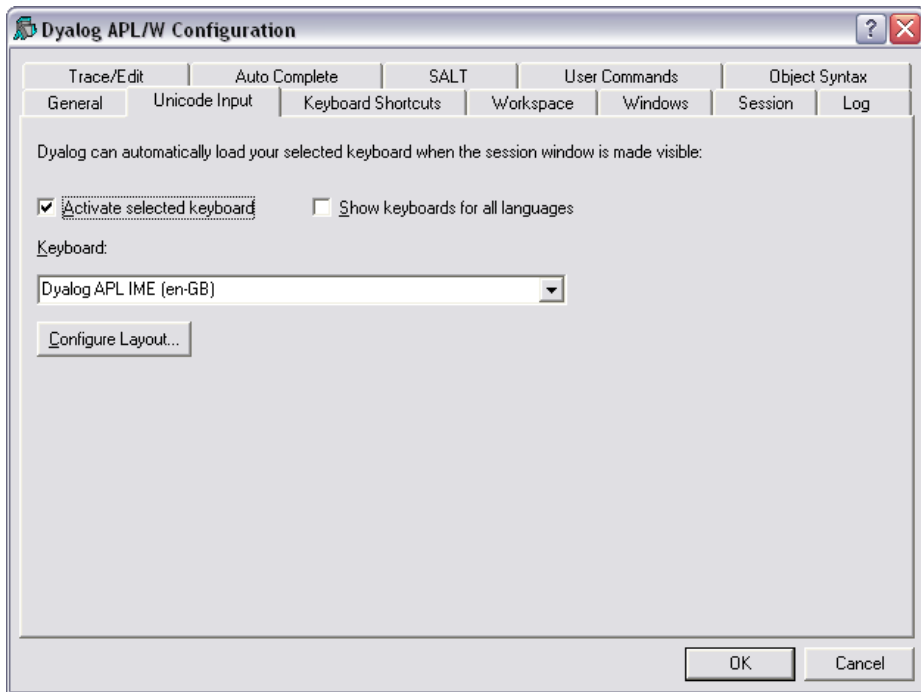 Dyalog APL/W Configuration
Trace/Edit Auto Complete SALT User Commands Object Syntax
General Unicode Input Keyboard Shortcuts Workspace Windows Session Log
Dyalog can automatically load your selected keyboard when the session window is made visible:
Activate selected keyboard Show keyboards for all languages
Keyboard:
Dyalog APL IME (en-GB)
Configure Layout...
OK Cancel